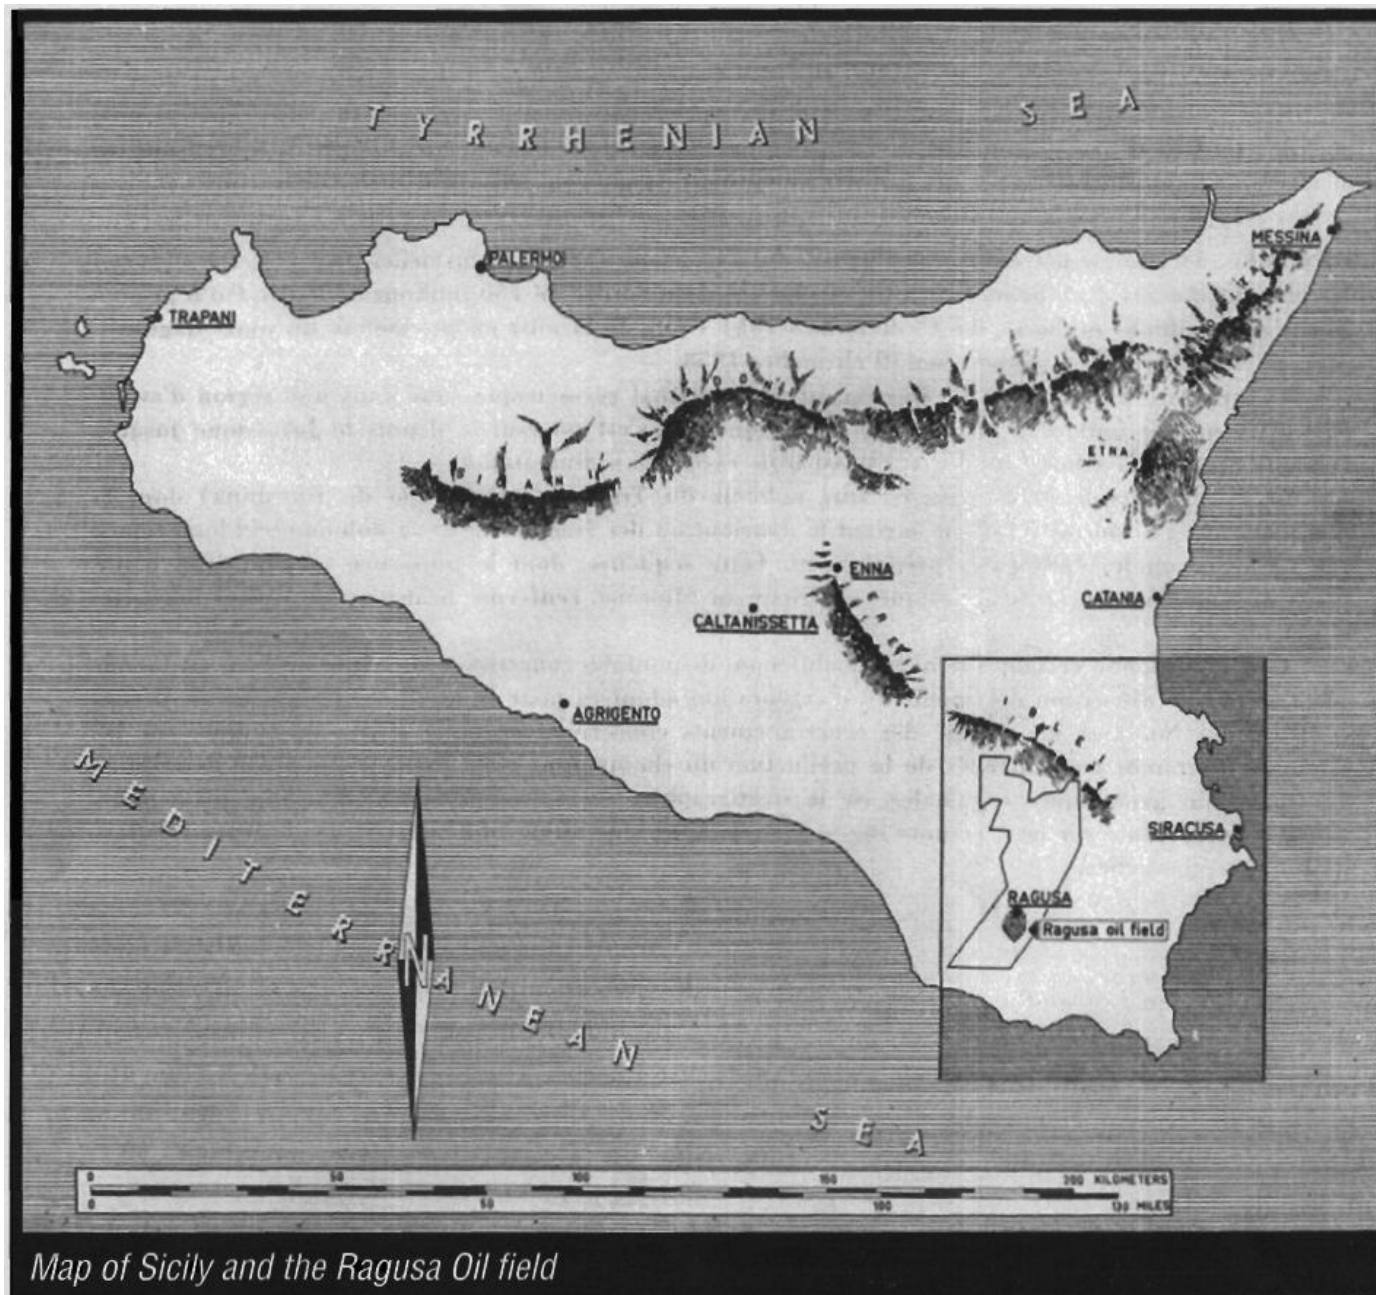 TYRRHENIAN SEA
MESSINA
PALERMO
TRAPANI
ETNA
ENNA
CATANIA
CALTANISSETTA
AGRIGENTO
SIRACUSA
RAGUSA
Ragusa oil field
MEDITERRANEAN SEA
N
0 50 100 150 200 KILOMETERS
0 50 100 130 MILES
Map of Sicily and the Ragusa Oil field